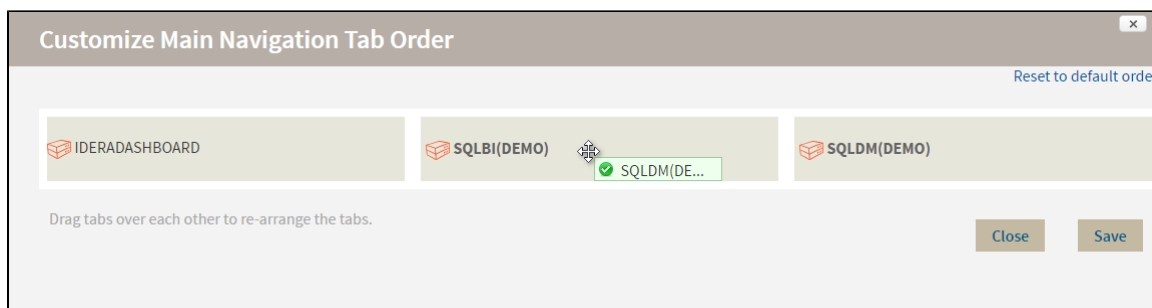 Customize Main Navigation Tab Order
Reset to default orde
IDERADASHBOARD
SQLBI(DEMO)
SQLDM(DEMO)
SQLDM(DE...
Drag tabs over each other to re-arrange the tabs.
Close
Save